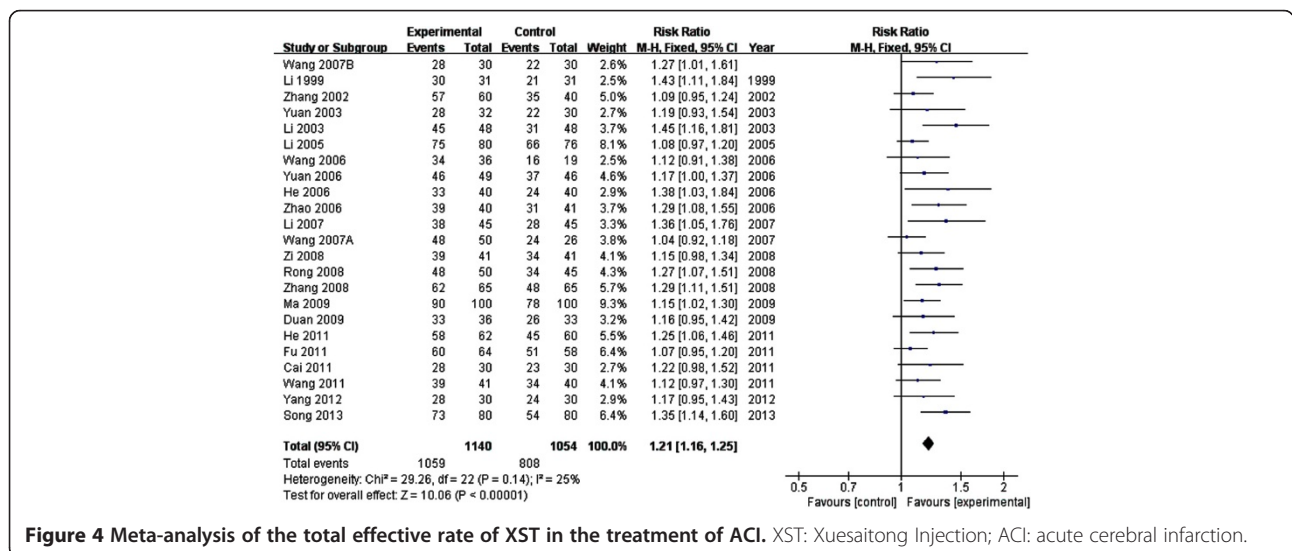 Experimental Control Risk Ratio Risk Ratio
Study or Subgroup Events Total Events Total Weight M-H, Fixed, 95% CI Year M-H, Fixed, 95% CI
Wang 2007B 28 30 22 30 2.6% 1.27 [1.01, 1.61]
Li 1999 30 31 21 31 2.5% 1.43 [1.11, 1.84] 1999
Zhang 2002 57 60 35 40 5.0% 1.09 [0.95, 1.24] 2002
Yuan 2003 28 32 22 30 2.7% 1.19 [0.93, 1.54] 2003
Li 2003 45 48 31 48 3.7% 1.45 [1.16, 1.81] 2003
Li 2005 75 80 66 76 8.1% 1.08 [0.97, 1.20] 2005
Wang 2006 34 36 16 19 2.5% 1.12 [0.91, 1.38] 2006
Yuan 2006 46 49 37 46 4.6% 1.17 [1.00, 1.37] 2006
He 2006 33 40 24 40 2.9% 1.38 [1.03, 1.84] 2006
Zhao 2006 39 40 31 41 3.7% 1.29 [1.08, 1.55] 2006
Li 2007 38 45 28 45 3.3% 1.36 [1.05, 1.76] 2007
Wang 2007A 48 50 24 26 3.8% 1.04 [0.92, 1.18] 2007
Zi 2008 39 41 34 41 4.1% 1.15 [0.98, 1.34] 2008
Rong 2008 48 50 34 45 4.3% 1.27 [1.07, 1.51] 2008
Zhang 2008 62 65 48 65 5.7% 1.29 [1.11, 1.51] 2008
Ma 2009 90 100 78 100 9.3% 1.15 [1.02, 1.30] 2009
Duan 2009 33 36 26 33 3.2% 1.16 [0.95, 1.42] 2009
He 2011 58 62 45 60 5.5% 1.25 [1.06, 1.46] 2011
Fu 2011 60 64 51 58 6.4% 1.07 [0.95, 1.20] 2011
Cai 2011 28 30 23 30 2.7% 1.22 [0.98, 1.52] 2011
Wang 2011 39 41 34 40 4.1% 1.12 [0.97, 1.30] 2011
Yang 2012 28 30 24 30 2.9% 1.17 [0.95, 1.43] 2012
Song 2013 73 80 54 80 6.4% 1.35 [1.14, 1.60] 2013
Total (95% CI) 1140 1054 100.0% 1.21 [1.16, 1.25]
Total events 1059 808
Heterogeneity: Chi² = 29.26, df = 22 (P = 0.14); I² = 25%
Test for overall effect: Z = 10.06 (P < 0.00001)
0.5 0.7 1 1.5 2
Favours [control] Favours [experimental]
Figure 4 Meta-analysis of the total effective rate of XST in the treatment of ACI. XST: Xuesaitong Injection; ACI: acute cerebral infarction.